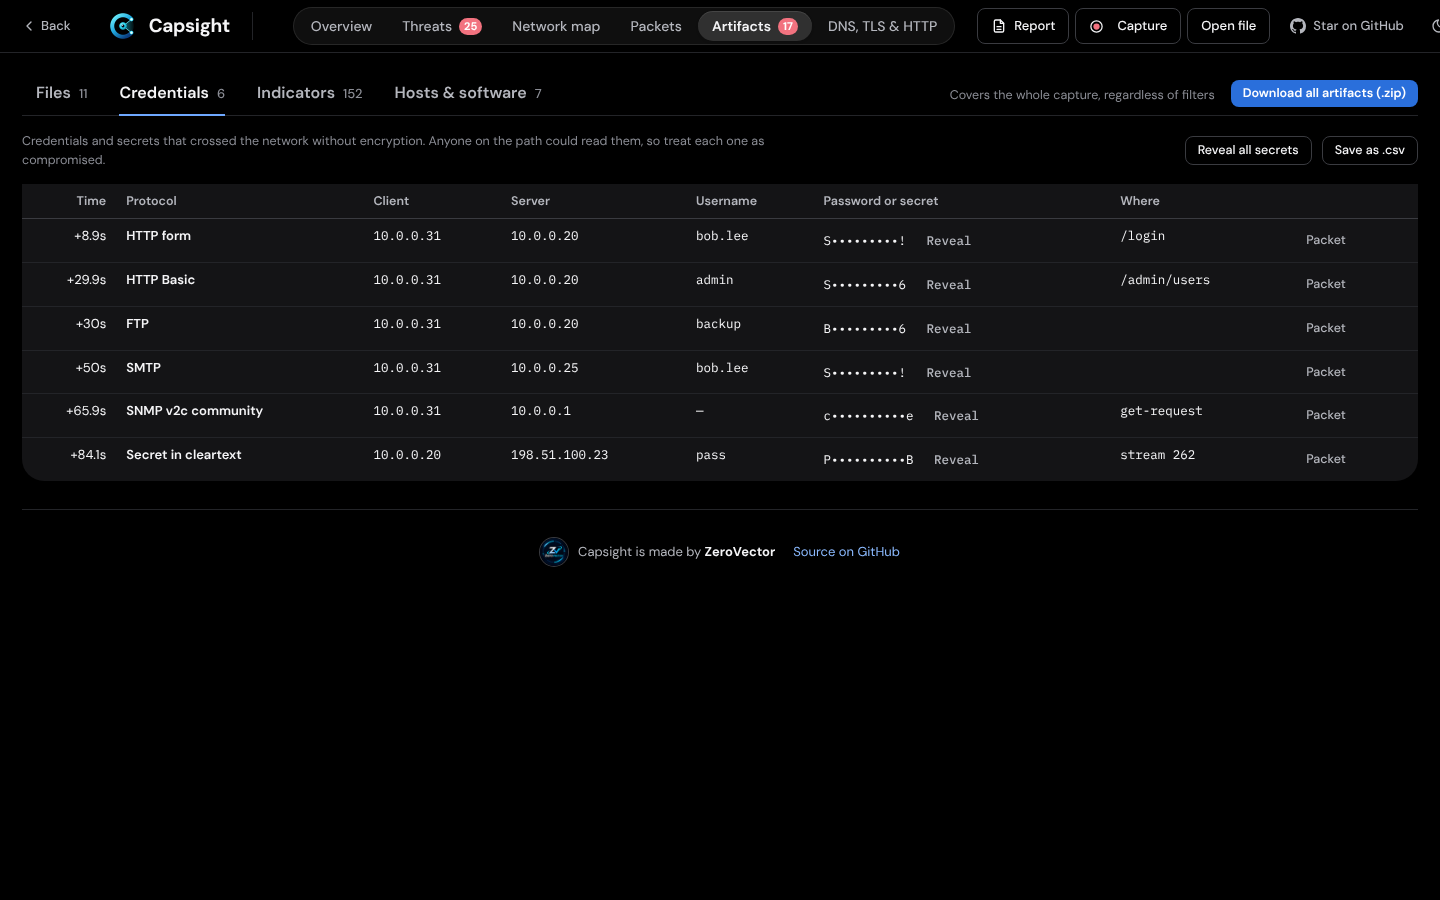 Back
Capsight
Overview
Threats 25
Network map
Packets
Artifacts 17
DNS, TLS & HTTP
Report
Capture
Open file
Star on GitHub
Files 11
Credentials 6
Indicators 152
Hosts & software 7
Covers the whole capture, regardless of filters
Download all artifacts (.zip)
Credentials and secrets that crossed the network without encryption. Anyone on the path could read them, so treat each one as
compromised.
Reveal all secrets
Save as .csv
Time Protocol Client Server Username Password or secret Where
+8.9s HTTP form 10.0.0.31 10.0.0.20 bob.lee S•••••••••! Reveal /login Packet
+29.9s HTTP Basic 10.0.0.31 10.0.0.20 admin S•••••••••6 Reveal /admin/users Packet
+30s FTP 10.0.0.31 10.0.0.20 backup B•••••••••6 Reveal Packet
+50s SMTP 10.0.0.31 10.0.0.25 bob.lee S•••••••••! Reveal Packet
+65.9s SNMP v2c community 10.0.0.31 10.0.0.1 — c••••••••••e Reveal get-request Packet
+84.1s Secret in cleartext 10.0.0.20 198.51.100.23 pass P••••••••••B Reveal stream 262 Packet
Capsight is made by ZeroVector Source on GitHub